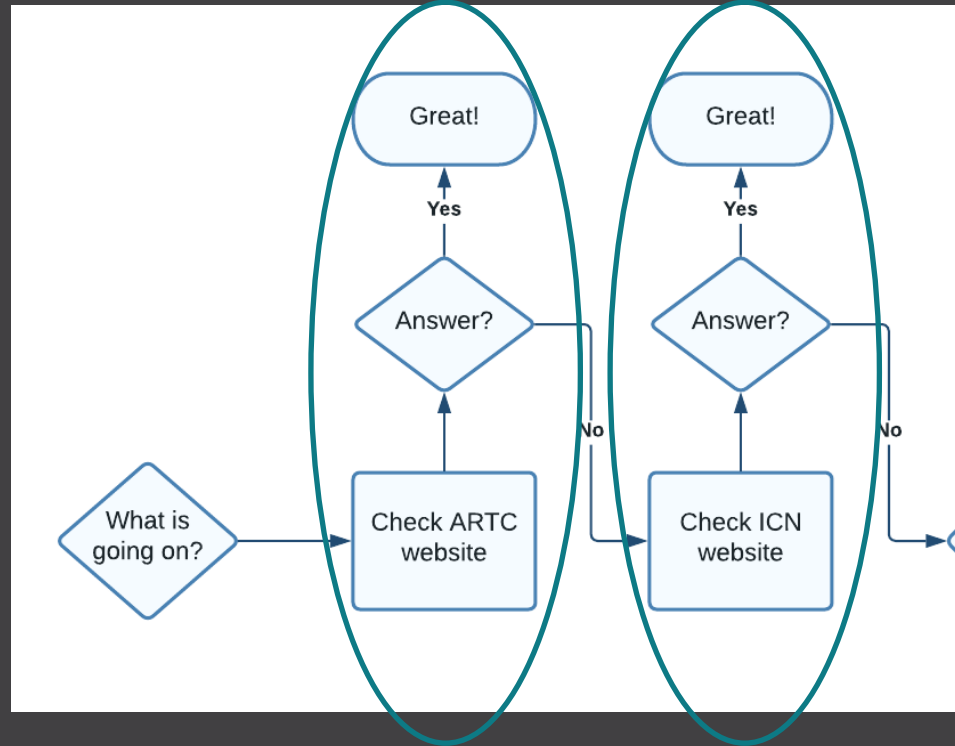 Great!
Great!
Yes
Yes
Answer?
Answer?
No
No
What is
going on?
Check ARTC
website
Check ICN
website